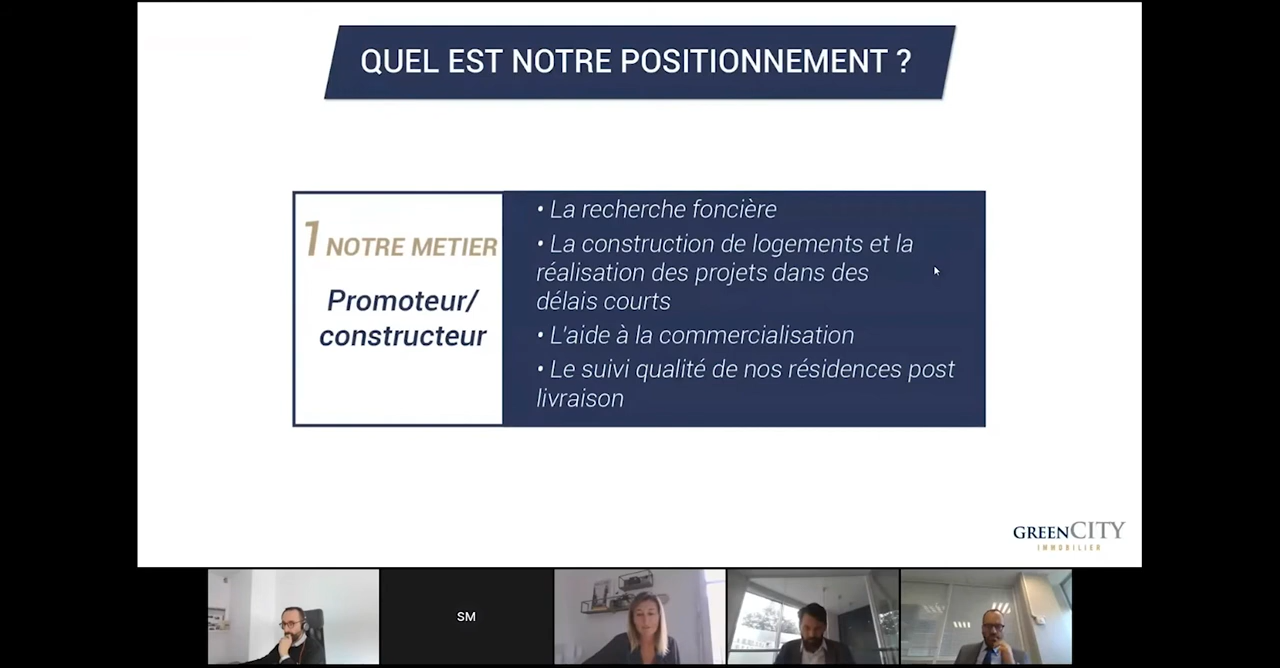 QUEL EST NOTRE POSITIONNEMENT ?
1 NOTRE METIER
Promoteur/
constructeur
• La recherche foncière
• La construction de logements et la
réalisation des projets dans des
délais courts
• L'aide à la commercialisation
• Le suivi qualité de nos résidences post
livraison
GREENCITY
IMMOBILIER
SM